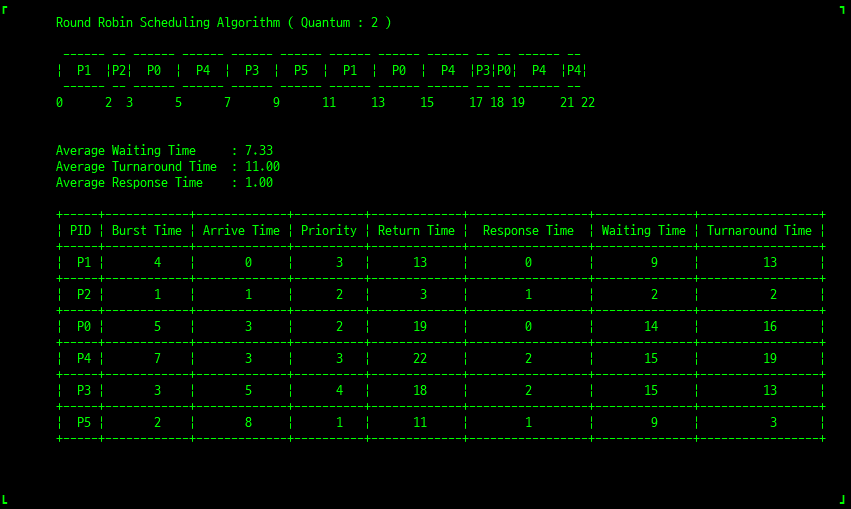 Round Robin Scheduling Algorithm ( Quantum : 2 )
------ -- ------ ------ ------ ------ ------ ------ ------ -- -- ------ --
¦  P1  ¦P2¦  P0  ¦  P4  ¦  P3  ¦  P5  ¦  P1  ¦  P0  ¦  P4  ¦P3¦P0¦  P4  ¦P4¦
------ -- ------ ------ ------ ------ ------ ------ ------ -- -- ------ --
0      2  3      5      7      9      11     13     15     17 18 19     21 22
Average Waiting Time     : 7.33
Average Turnaround Time  : 11.00
Average Response Time    : 1.00
+-----+------------+-------------+----------+-------------+-----------------+--------------+-----------------+
¦ PID ¦ Burst Time ¦ Arrive Time ¦ Priority ¦ Return Time ¦  Response Time  ¦ Waiting Time ¦ Turnaround Time ¦
+-----+------------+-------------+----------+-------------+-----------------+--------------+-----------------+
¦  P1 ¦      4     ¦      0      ¦     3    ¦      13     ¦        0        ¦       9      ¦       13        ¦
+-----+------------+-------------+----------+-------------+-----------------+--------------+-----------------+
¦  P2 ¦      1     ¦      1      ¦     2    ¦       3     ¦        1        ¦       2      ¦        2        ¦
+-----+------------+-------------+----------+-------------+-----------------+--------------+-----------------+
¦  P0 ¦      5     ¦      3      ¦     2    ¦      19     ¦        0        ¦      14      ¦       16        ¦
+-----+------------+-------------+----------+-------------+-----------------+--------------+-----------------+
¦  P4 ¦      7     ¦      3      ¦     3    ¦      22     ¦        2        ¦      15      ¦       19        ¦
+-----+------------+-------------+----------+-------------+-----------------+--------------+-----------------+
¦  P3 ¦      3     ¦      5      ¦     4    ¦      18     ¦        2        ¦      15      ¦       13        ¦
+-----+------------+-------------+----------+-------------+-----------------+--------------+-----------------+
¦  P5 ¦      2     ¦      8      ¦     1    ¦      11     ¦        1        ¦       9      ¦        3        ¦
+-----+------------+-------------+----------+-------------+-----------------+--------------+-----------------+